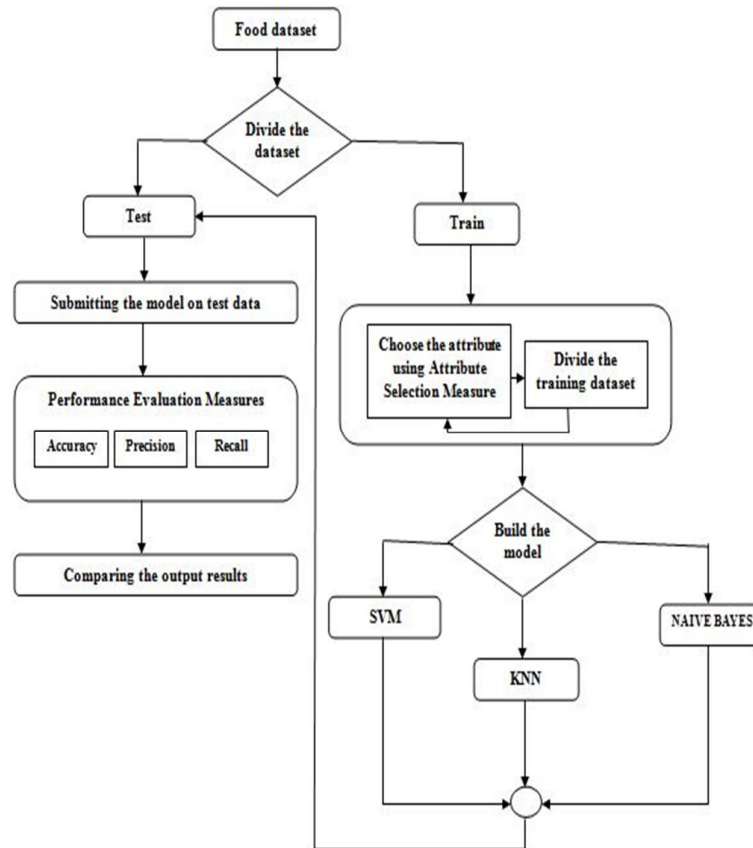 Food dataset
Divide the
dataset
Test
Train
Submitting the model on test data
Choose the attribute
using Attribute
Selection Measure
Divide the
training dataset
Performance Evaluation Measures
Accuracy
Precision
Recall
Build the
model
Comparing the output results
SVM
NAIVE BAYES
KNN